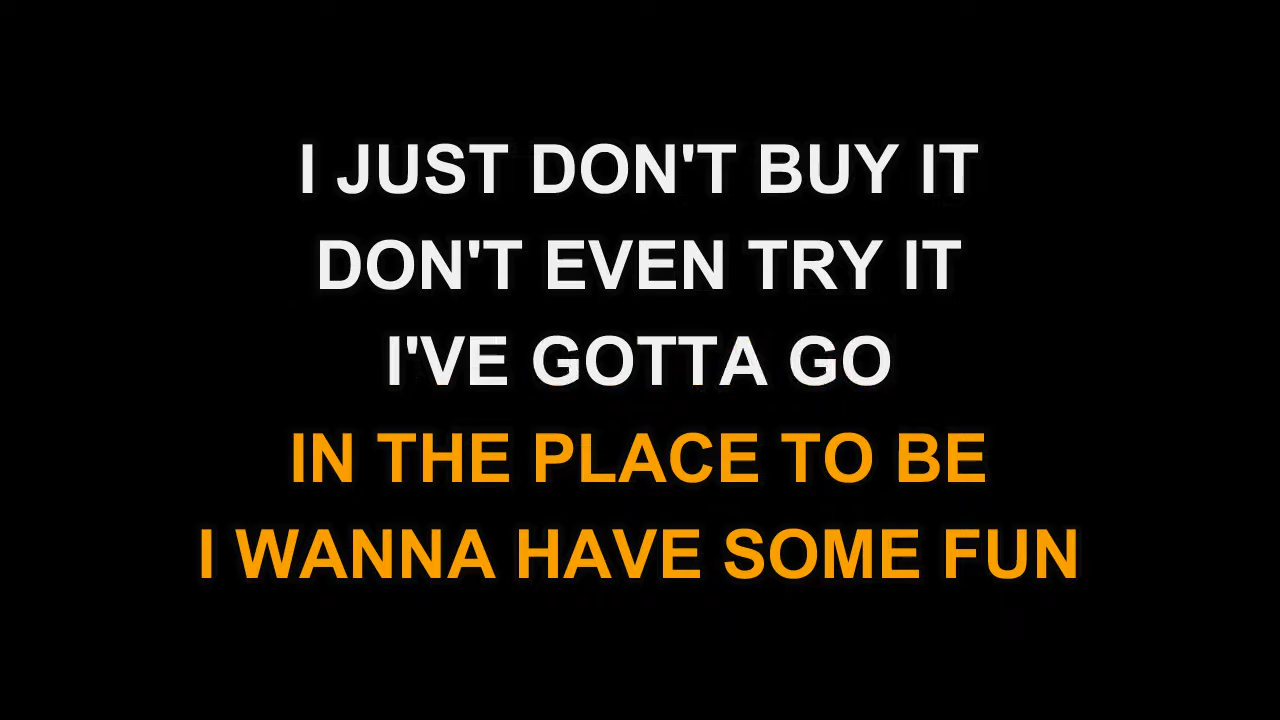 I JUST DON'T BUY IT
DON'T EVEN TRY IT
I'VE GOTTA GO
IN THE PLACE TO BE
I WANNA HAVE SOME FUN